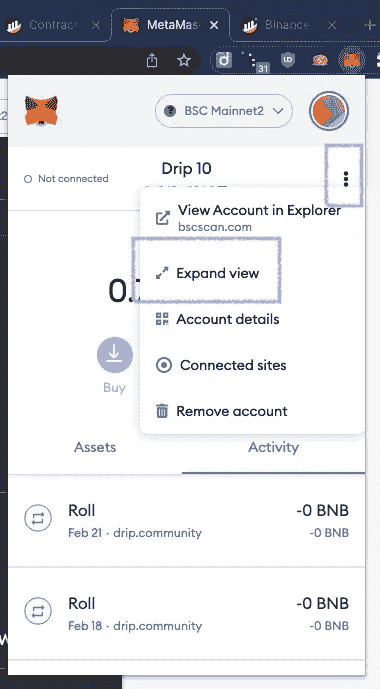 Contrac
MetaMas
Binance
31
BSC Mainnet2
Not connected
Drip 10
View Account in Explorer
bscscan.com
Expand view
0.
Account details
Buy
Connected sites
Remove account
Assets
Activity
Roll
-0 BNB
Feb 21 · drip.community
-0 BNB
Roll
-0 BNB
Feb 18 · drip.community
-0 BNB